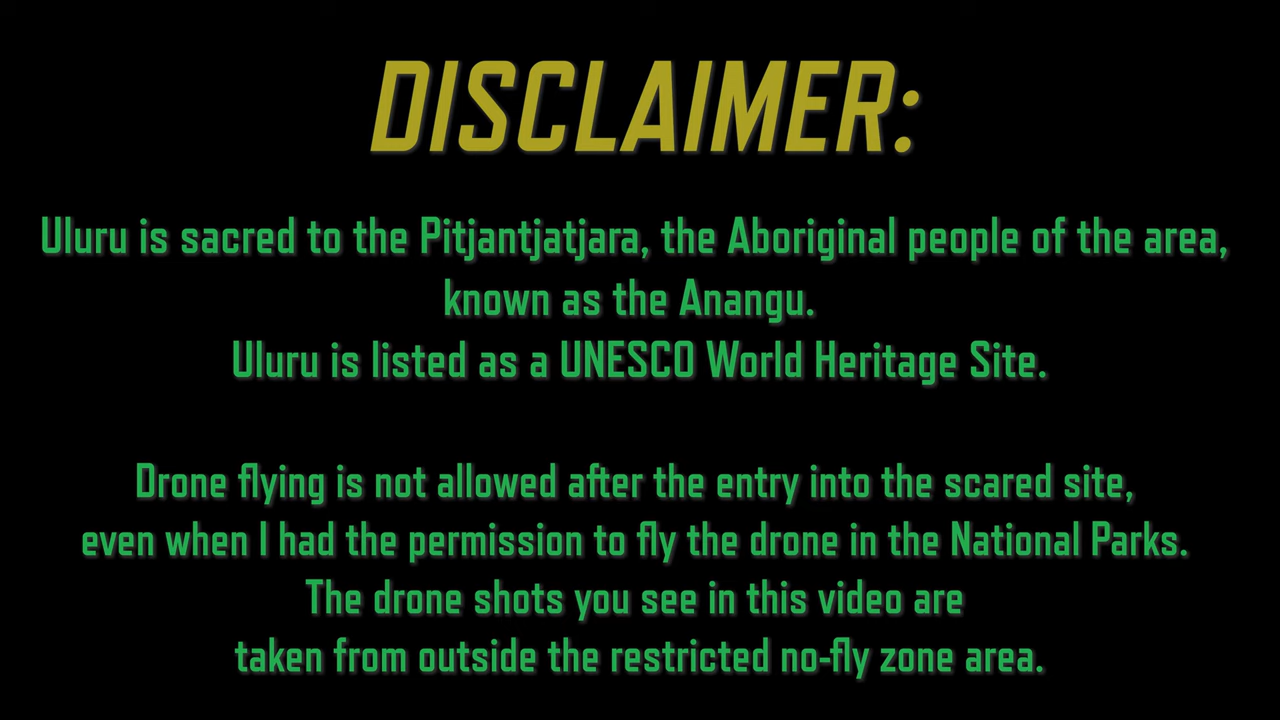 DISCLAIMER:
Uluru is sacred to the Pitjantjatjara, the Aboriginal people of the area,
known as the Anangu.
Uluru is listed as a UNESCO World Heritage Site.
Drone flying is not allowed after the entry into the scared site,
even when I had the permission to fly the drone in the National Parks.
The drone shots you see in this video are
taken from outside the restricted no-fly zone area.